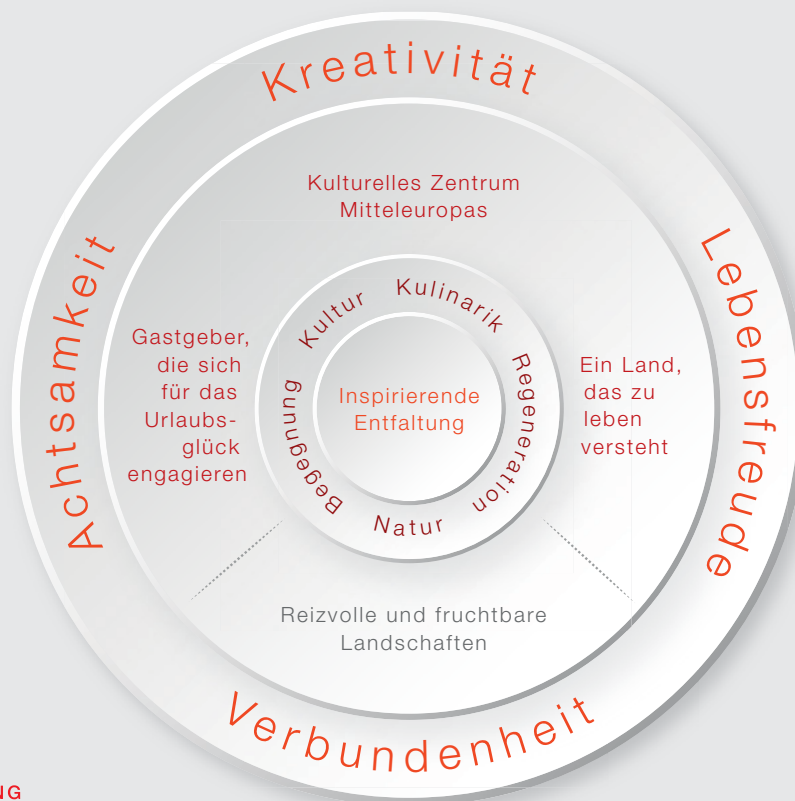 Kreativität
Kulturelles Zentrum
Mitteleuropas
Achtsamkeit
Lebensfreude
Gastgeber,
die sich
für das
Urlaubs-
glück
engagieren
Kultur
Kulinarik
Regeneration
Natur
Begegnung
Inspirierende
Entfaltung
Ein Land,
das zu
leben
versteht
Reizvolle und fruchtbare
Landschaften
Verbundenheit
NG